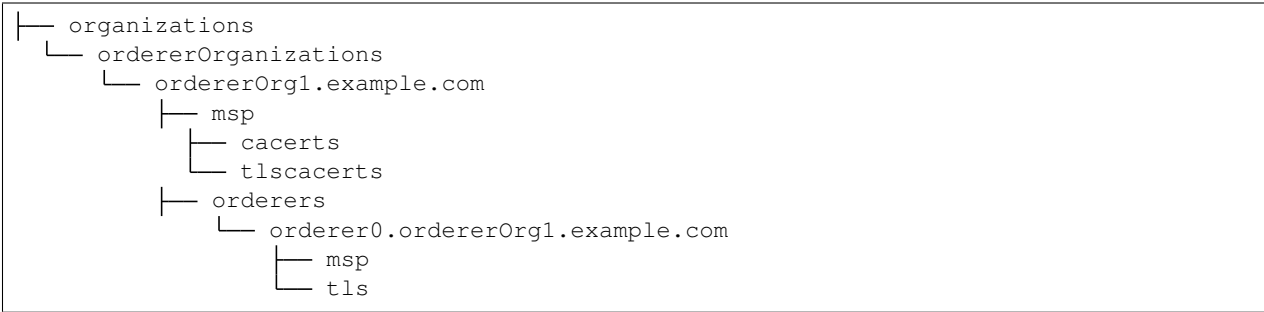 ├── organizations
  └── ordererOrganizations
      └── ordererOrg1.example.com
          ├── msp
            ├── cacerts
            └── tlscacerts
          ├── orderers
              └── orderer0.ordererOrg1.example.com
                  ├── msp
                  └── tls